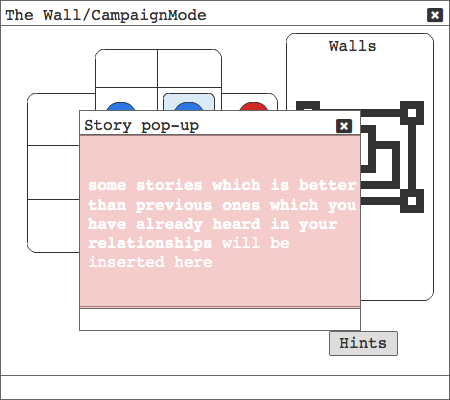 The Wall/CampaignMode
Walls
Story pop-up
some stories which is better
than previous ones which you
have already heard in your
relationships will be
inserted here
Hints